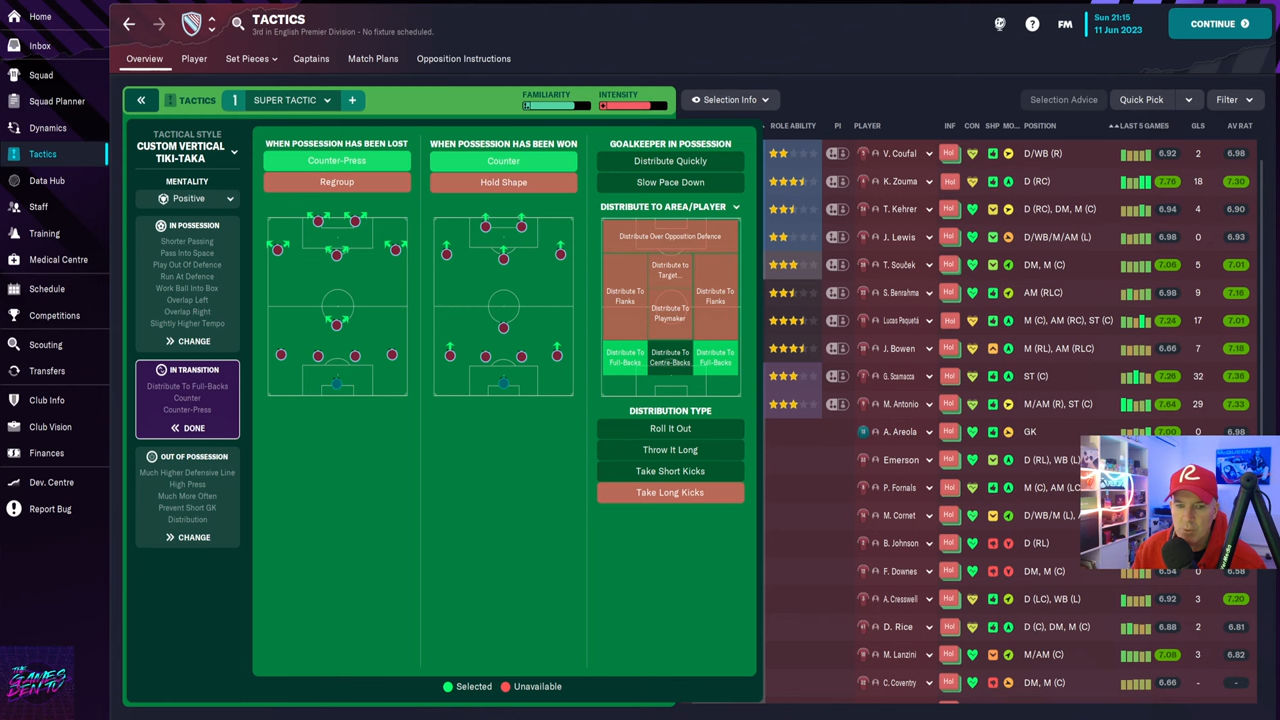 Home
Inbox
Squad
Squad Planner
Dynamics
Tactics
Data Hub
Staff
Training
Medical Centre
Schedule
Competitions
Scouting
Transfers
Club Info
Club Vision
Finances
Dev. Centre
Report Bug
THE GAMES BEN TV
TACTICS
3rd in English Premier Division - No fixture scheduled.
FM
Sun 21:15
11 Jun 2023
CONTINUE
Overview
Player
Set Pieces
Captains
Match Plans
Opposition Instructions
TACTICS
1 SUPER TACTIC
FAMILIARITY
INTENSITY
Selection Info
Selection Advice
Quick Pick
Filter
TACTICAL STYLE
CUSTOM VERTICAL
TIKI-TAKA
MENTALITY
Positive
IN POSSESSION
Shorter Passing
Pass Into Space
Play Out Of Defence
Run At Defence
Work Ball Into Box
Overlap Left
Overlap Right
Slightly Higher Tempo
CHANGE
IN TRANSITION
Distribute To Full-Backs
Counter
Counter-Press
DONE
OUT OF POSSESSION
Much Higher Defensive Line
High Press
Much More Often
Prevent Short GK
Distribution
CHANGE
WHEN POSSESSION HAS BEEN LOST
Counter-Press
Regroup
WHEN POSSESSION HAS BEEN WON
Counter
Hold Shape
GOALKEEPER IN POSSESSION
Distribute Quickly
Slow Pace Down
DISTRIBUTE TO AREA/PLAYER
Distribute Over Opposition Defence
Distribute to
Target...
Distribute To
Flanks
Distribute To
Playmaker
Distribute To
Flanks
Distribute To
Full-Backs
Distribute To
Centre-Backs
Distribute To
Full-Backs
DISTRIBUTION TYPE
Roll It Out
Throw It Long
Take Short Kicks
Take Long Kicks
Selected
Unavailable
ROLE ABILITY PI PLAYER INF CON SHP MO... POSITION LAST 5 GAMES GLS AV RAT
V. Coufal Hol D/WB (R) 6.92 2 6.98
K. Zouma Hol D (RC) 7.76 18 7.30
T. Kehrer Hol D (RC), DM, M (C) 6.94 4 6.90
J. Lewis Hol D/WB/M/AM (L) 6.98 0 6.93
T. Souček Hol DM, M (C) 7.06 5 7.01
S. Benrahma Hol AM (RLC) 6.98 9 7.16
Lucas Paquetá Hol M (C), AM (RC), ST (C) 7.24 17 7.01
J. Bowen Hol M (RL), AM (RLC) 6.66 7 7.18
G. Scamacca Hol ST (C) 7.26 32 7.36
M. Antonio Hol M/AM (R), ST (C) 7.64 29 7.33
A. Areola Hol GK 7.00 0 6.98
Emerson Hol D (RL), WB (L)
P. Fornals Hol M (C), AM (LC)
M. Cornet Hol D/WB/M (L),
B. Johnson Hol D (RL)
F. Downes Hol DM, M (C) 6.54 0 6.58
A. Cresswell Hol D (LC), WB (L) 6.92 3 7.20
D. Rice Hol D (C), DM, M (C) 6.88 2 6.81
M. Lanzini Hol M/AM (C) 7.08 3 6.82
C. Coventry Hol DM, M (C) 6.66 - -